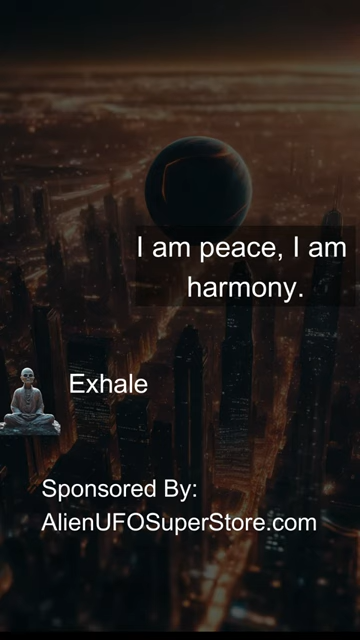 I am peace, I am
harmony.
Exhale
Sponsored By:
AlienUFOSuperStore.com